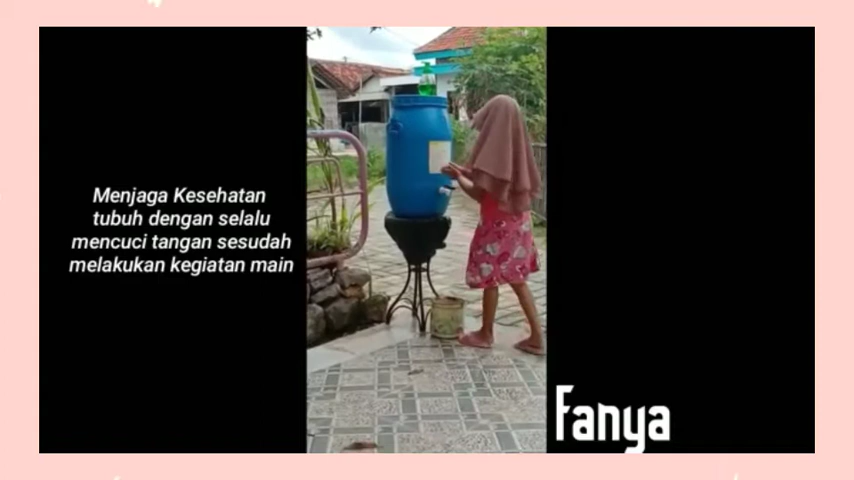 Menjaga Kesehatan
tubuh dengan selalu
mencuci tangan sesudah
melakukan kegiatan main
Fanya